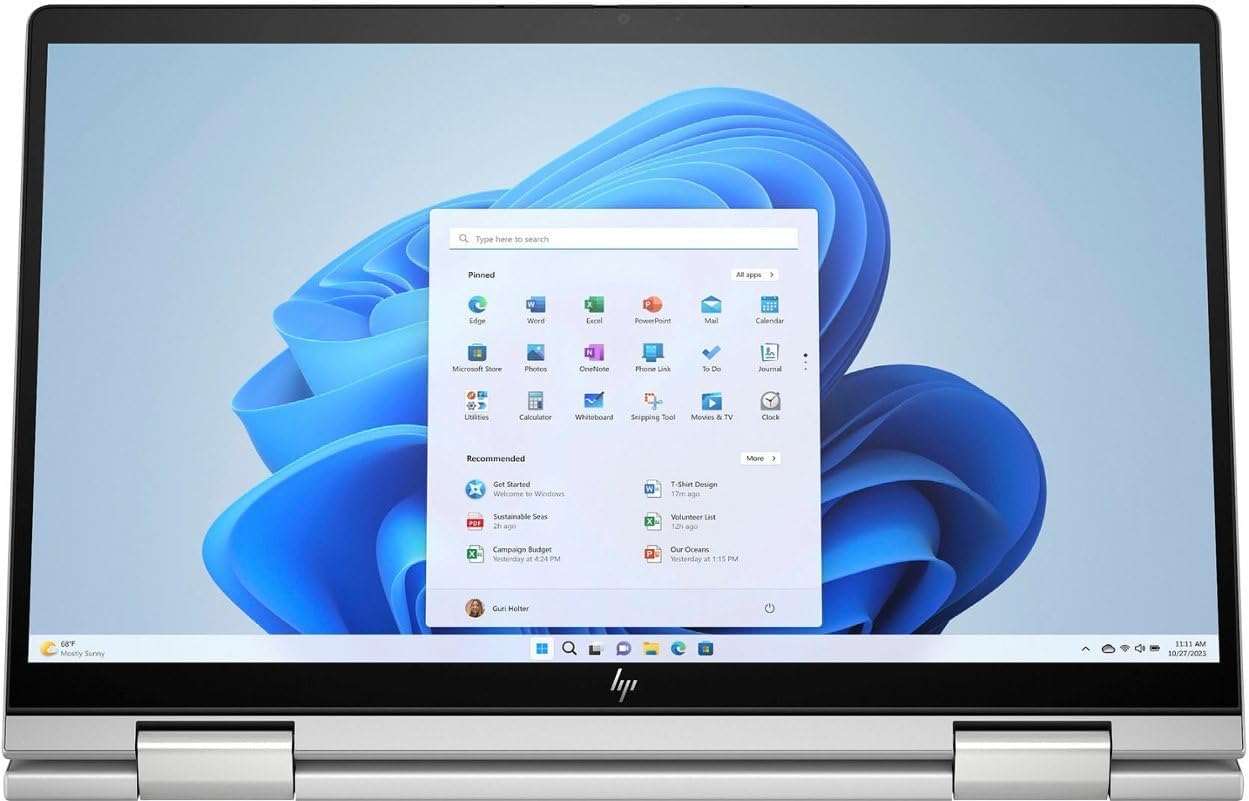 Type here to search
Pinned
All apps >
Edge
Word
Excel
PowerPoint
Mail
Calendar
Microsoft Store
Photos
OneNote
Phone Link
To Do
Journal
Utilities
Calculator
Whiteboard
Snipping Tool
Movies & TV
Clock
Recommended
More >
Get Started
Welcome to Windows
T-Shirt Design
17m ago
PDF
Sustainable Seas
2h ago
Volunteer List
12h ago
Campaign Budget
Yesterday at 4:24 PM
Our Oceans
Yesterday at 1:15 PM
Guri Holter
68°F
Mostly Sunny
11:11 AM
10/27/2023
hp